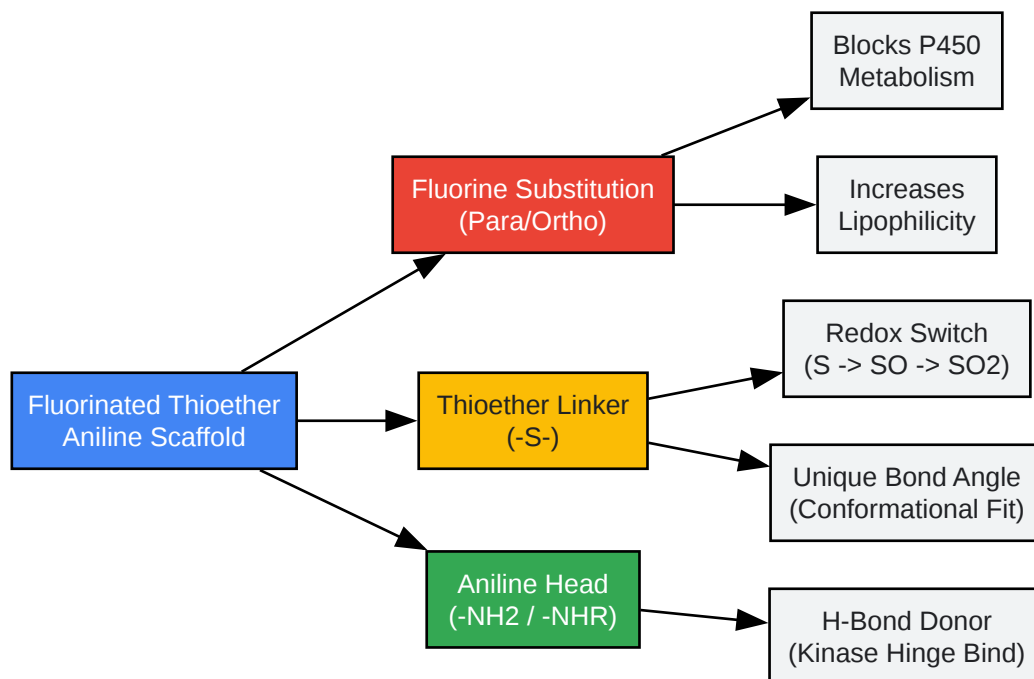 Blocks P450
Metabolism
Fluorine Substitution
(Para/Ortho)
Increases
Lipophilicity
Redox Switch
(S -> SO -> SO2)
Fluorinated Thioether
Aniline Scaffold
Thioether Linker
(-S-)
Unique Bond Angle
(Conformational Fit)
Aniline Head
(-NH2 / -NHR)
H-Bond Donor
(Kinase Hinge Bind)